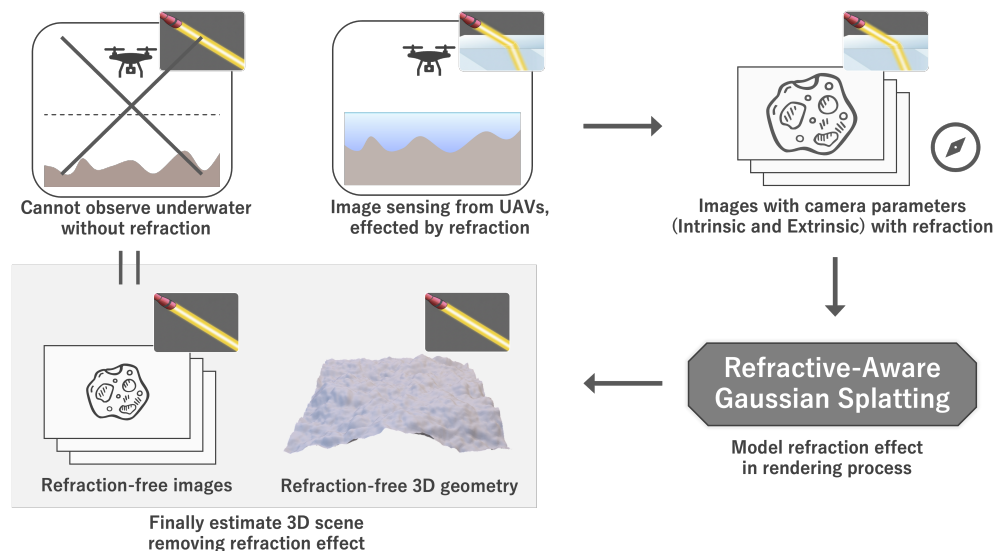 Cannot observe underwater
without refraction
Image sensing from UAVs,
effected by refraction
Images with camera parameters
(Intrinsic and Extrinsic) with refraction
Refractive-Aware
Gaussian Splatting
Model refraction effect
in rendering process
Refraction-free images
Refraction-free 3D geometry
Finally estimate 3D scene
removing refraction effect